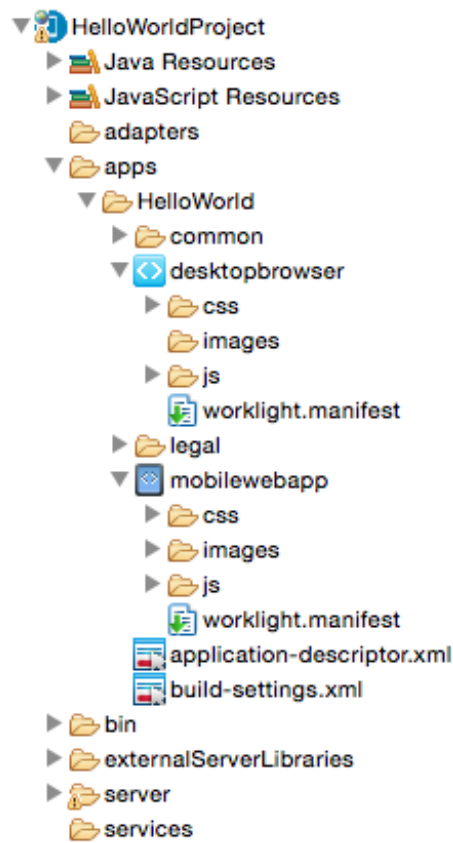 HelloWorldProject
Java Resources
JavaScript Resources
adapters
apps
HelloWorld
common
desktopbrowser
css
images
js
worklight.manifest
legal
mobilewebapp
css
images
js
worklight.manifest
application-descriptor.xml
build-settings.xml
bin
externalServerLibraries
server
services